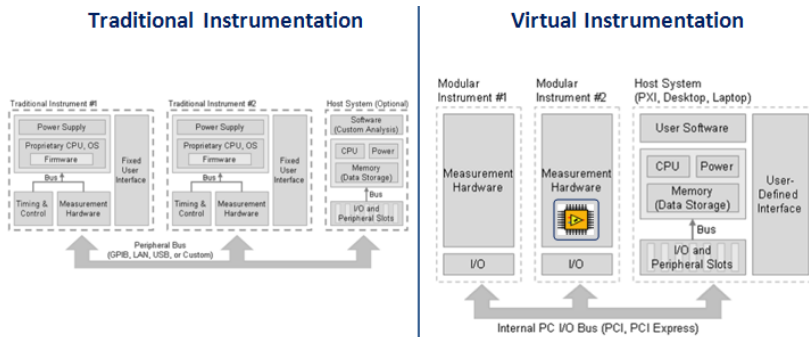 Traditional Instrumentation
Traditional Instrument #1
Power Supply
Proprietary CPU, OS
Firmware
Bus
Timing &
Control
Measurement
Hardware
Fixed
User
Interface
Traditional Instrument #2
Power Supply
Proprietary CPU, OS
Firmware
Bus
Timing &
Control
Measurement
Hardware
Fixed
User
Interface
Host System (Optional)
Software
(Custom Analysis)
CPU
Power
Memory
(Data Storage)
Bus
I/O and
Peripheral Slots
Peripheral Bus
(GPIB, LAN, USB, or Custom)
Virtual Instrumentation
Modular
Instrument #1
Measurement
Hardware
I/O
Modular
Instrument #2
Measurement
Hardware
I/O
Host System
(PXI, Desktop, Laptop)
User Software
CPU
Power
Memory
(Data Storage)
Bus
I/O and
Peripheral Slots
User-
Defined
Interface
Internal PC I/O Bus (PCI, PCI Express)